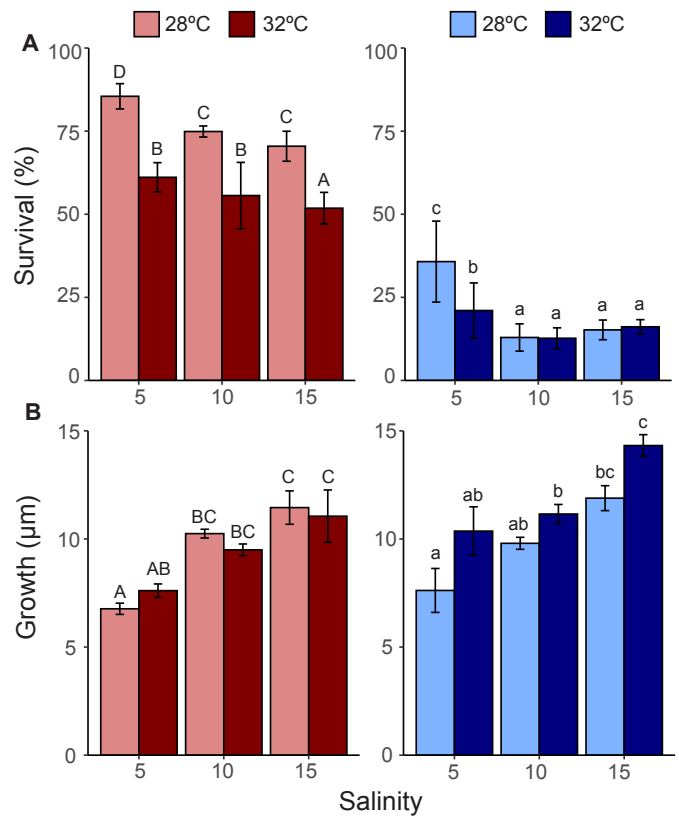 28ºC 32ºC 28ºC 32ºC
A
100 100
D
C C
75 75
B B
A
Survival (%)
50 50
c
b
25 25
a a a a
0 0
5 10 15 5 10 15
B
15 15
c
C C bc
BC BC
ab ab b
10 10
AB
A a
Growth (µm)
5 5
0 0
5 10 15 5 10 15
Salinity